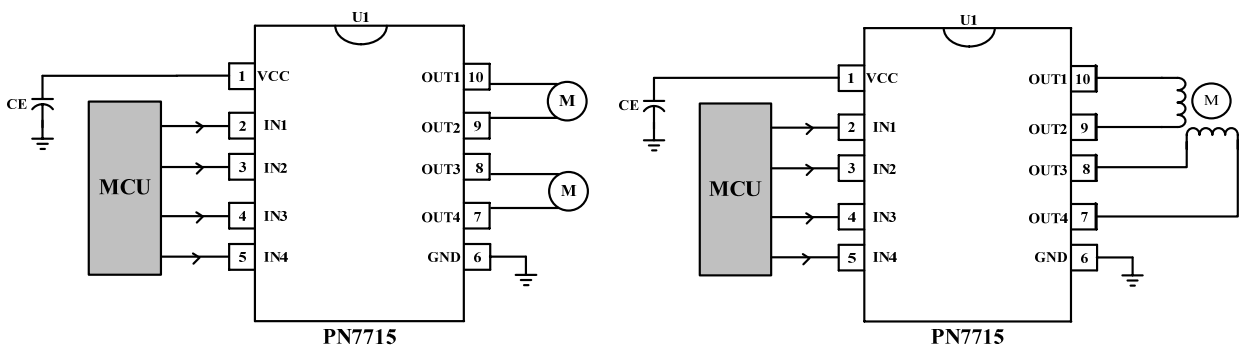 U1
1 VCC OUT1 10
CE
M
2 IN1 OUT2 9
3 IN2 OUT3 8
MCU
M
4 IN3 OUT4 7
5 IN4 GND 6
PN7715
U1
1 VCC OUT1 10
CE
M
2 IN1 OUT2 9
3 IN2 OUT3 8
MCU
4 IN3 OUT4 7
5 IN4 GND 6
PN7715